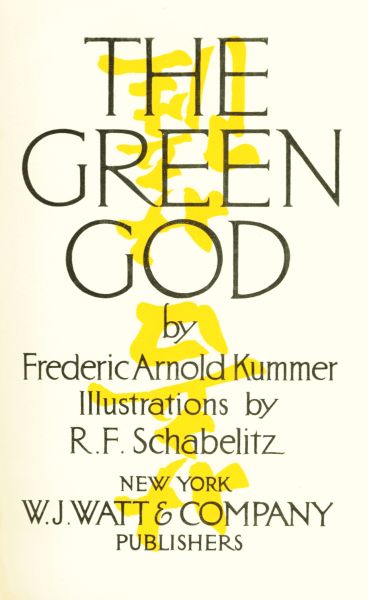 THE
GREEN
GOD
by
Frederic Arnold Kummer
Illustrations by
R.F. Schabelitz
NEW YORK
W.J. WATT & COMPANY
PUBLISHERS